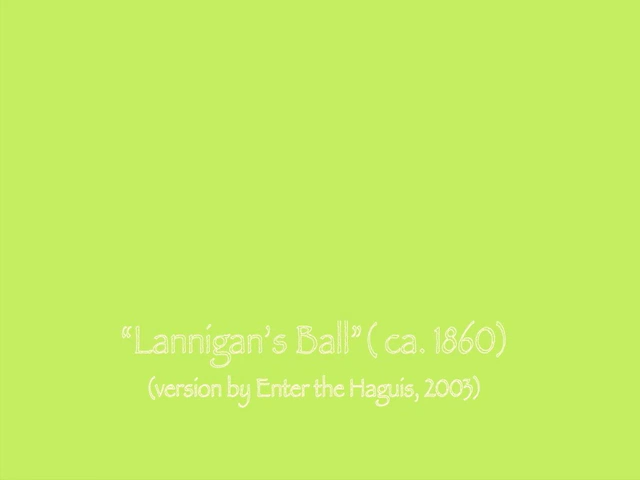 “Lannigan’s Ball” ( ca. 1860)
(version by Enter the Haguis, 2003)